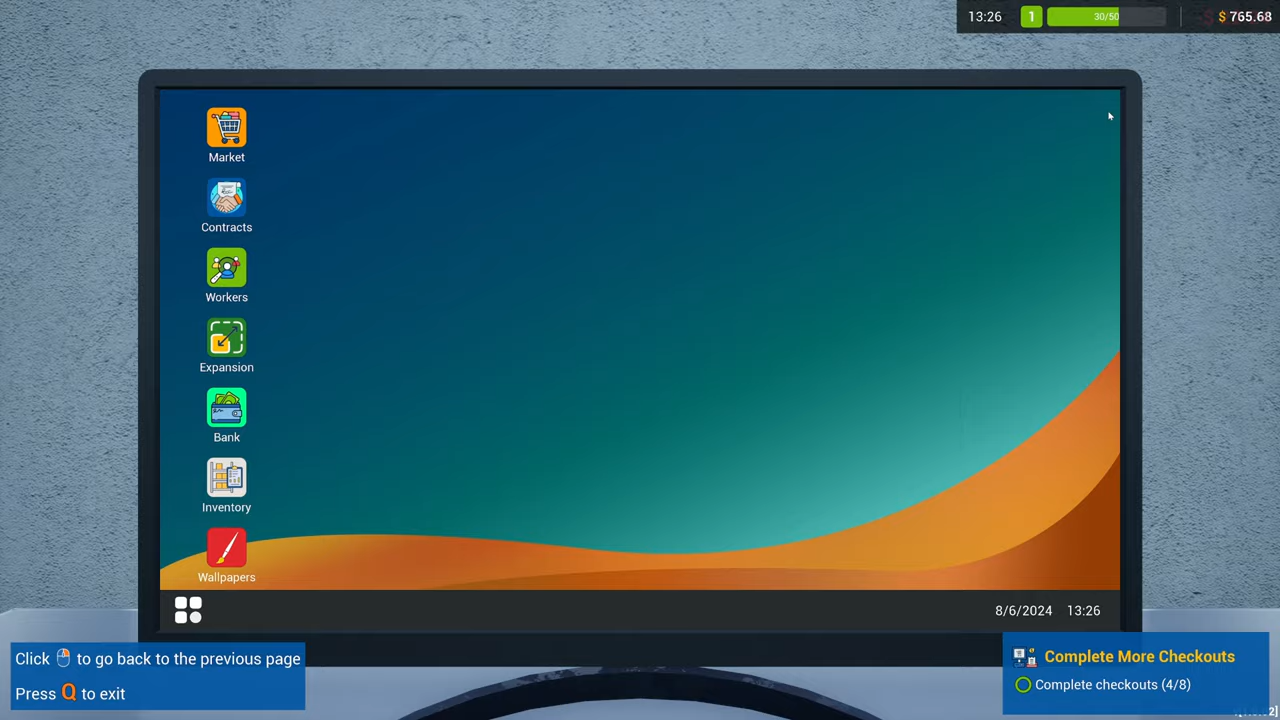 13:26 1 30/50 $ 765.68
Market
Contracts
Workers
Expansion
Bank
Inventory
Wallpapers
8/6/2024 13:26
Click to go back to the previous page
Press Q to exit
Complete More Checkouts
Complete checkouts (4/8)